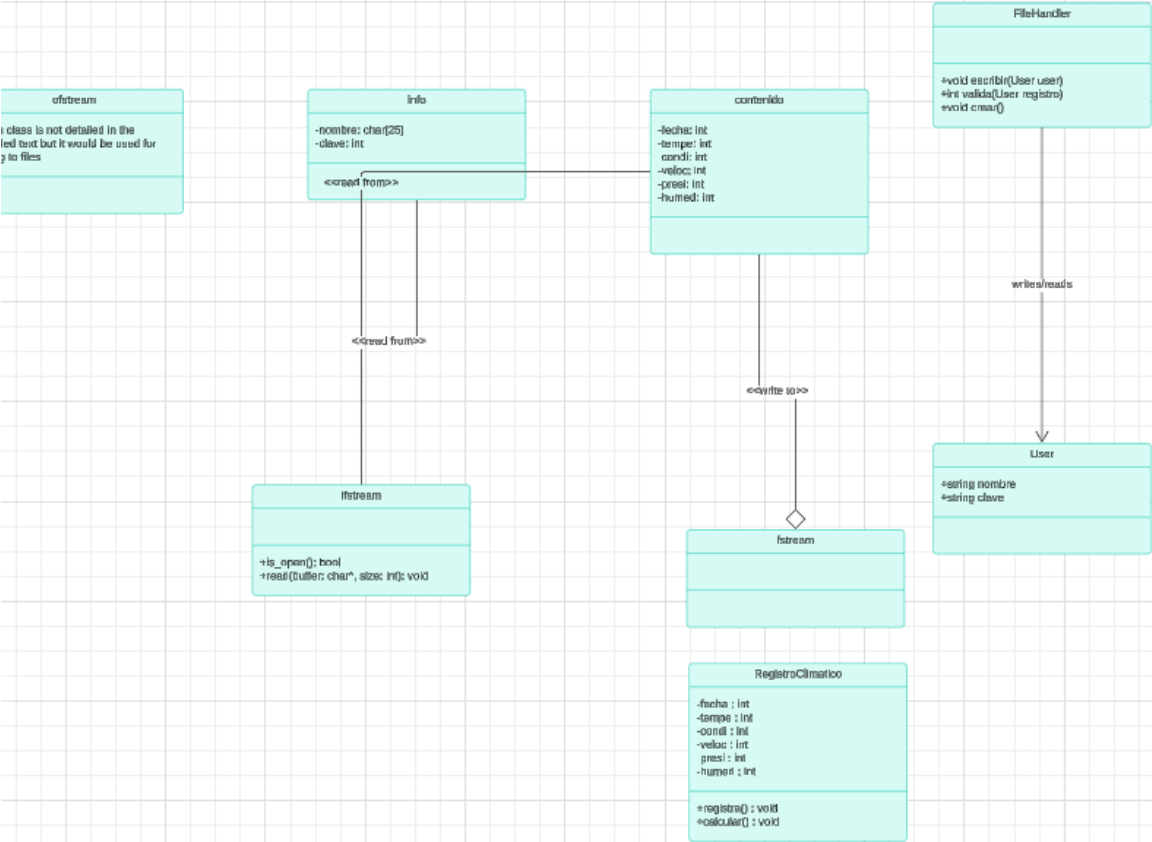 FileHandler
+void escribir(User user)
+int valida(User registro)
+void crear()
ofstream
class is not detailed in the
led text but it would be used for
to files
info
-nombre: char[25]
-clave: int
<<read from>>
contenido
-fecha: int
-tempe: int
condi: int
-veloc: int
-presi: int
-humed: int
writes/reads
<<read from>>
<<write to>>
User
+string nombre
+string clave
ifstream
+is_open(): bool
+read(buffer: char*, size: int): void
fstream
RegistroClimatico
-fecha : int
-tempe : int
-condi : int
-veloc : int
presi : int
-humed : int
+registra() : void
+calcular() : void